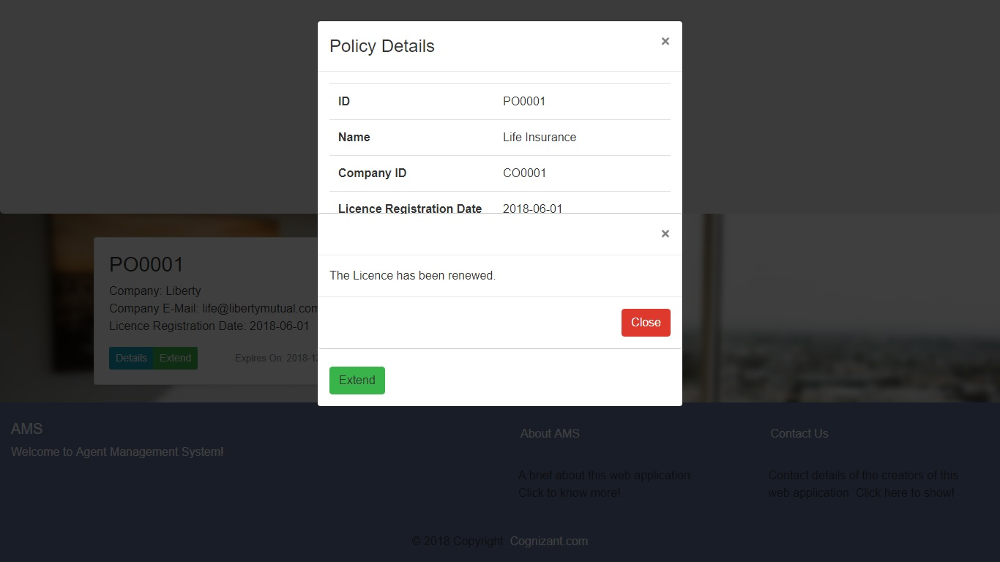 Policy Details ×
ID PO0001
Name Life Insurance
Company ID CO0001
Licence Registration Date 2018-06-01
×
The Licence has been renewed.
Close
Extend
PO0001
Company: Liberty
Company E-Mail: life@libertymutual.com
Licence Registration Date: 2018-06-01
Details Extend Expires On: 2018-12
AMS
Welcome to Agent Management System!
About AMS
A brief about this web application.
Click to know more!
Contact Us
Contact details of the creators of this
web application. Click here to show!
© 2018 Copyright: Cognizant.com